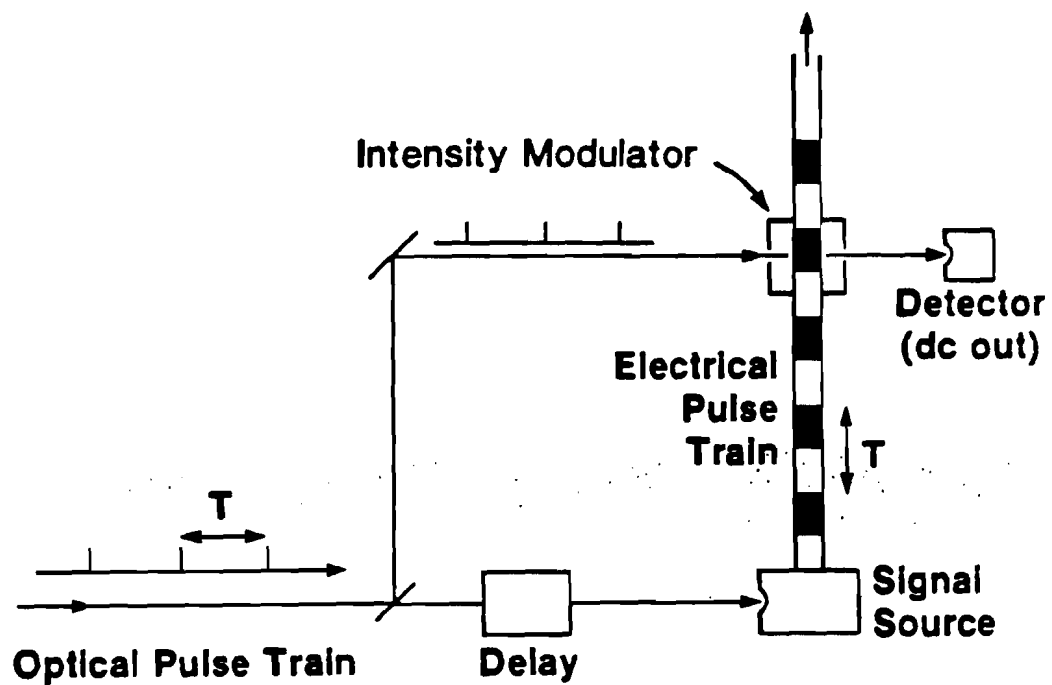 Intensity Modulator
Detector
(dc out)
Electrical
Pulse
Train
T
T
Signal
Source
Optical Pulse Train
Delay